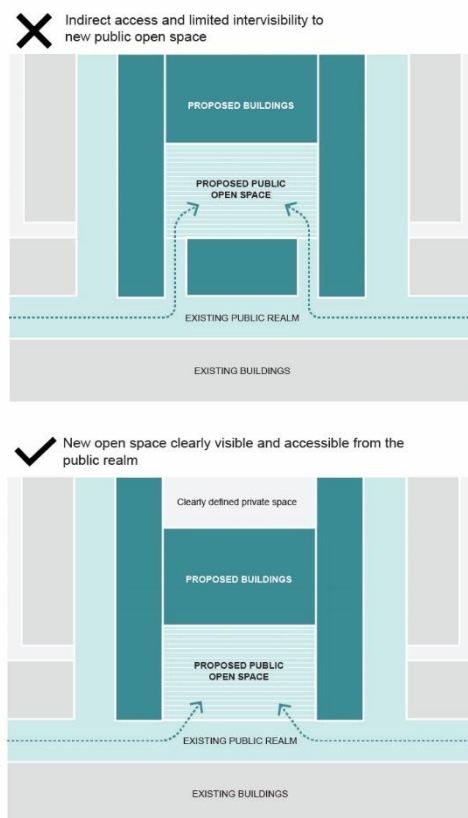 Indirect access and limited intervisibility to
new public open space
PROPOSED BUILDINGS
PROPOSED PUBLIC
OPEN SPACE
EXISTING PUBLIC REALM
EXISTING BUILDINGS
New open space clearly visible and accessible from the
public realm
Clearly defined private space
PROPOSED BUILDINGS
PROPOSED PUBLIC
OPEN SPACE
EXISTING PUBLIC REALM
EXISTING BUILDINGS